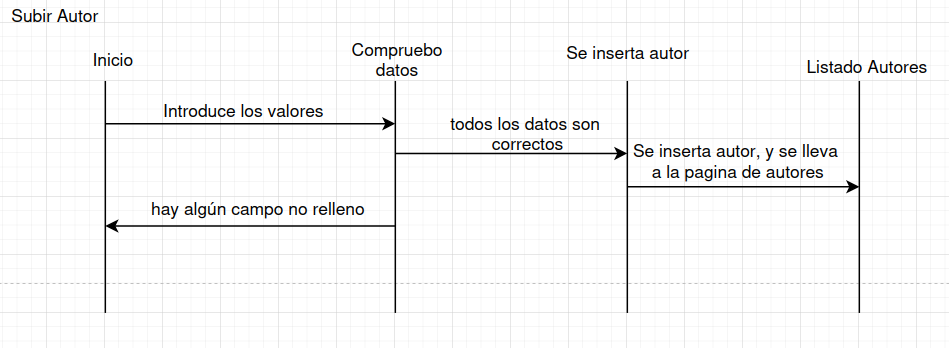 Subir Autor
Inicio
Compruebo
datos
Se inserta autor
Listado Autores
Introduce los valores
todos los datos son
correctos
Se inserta autor, y se lleva
a la pagina de autores
hay algún campo no relleno